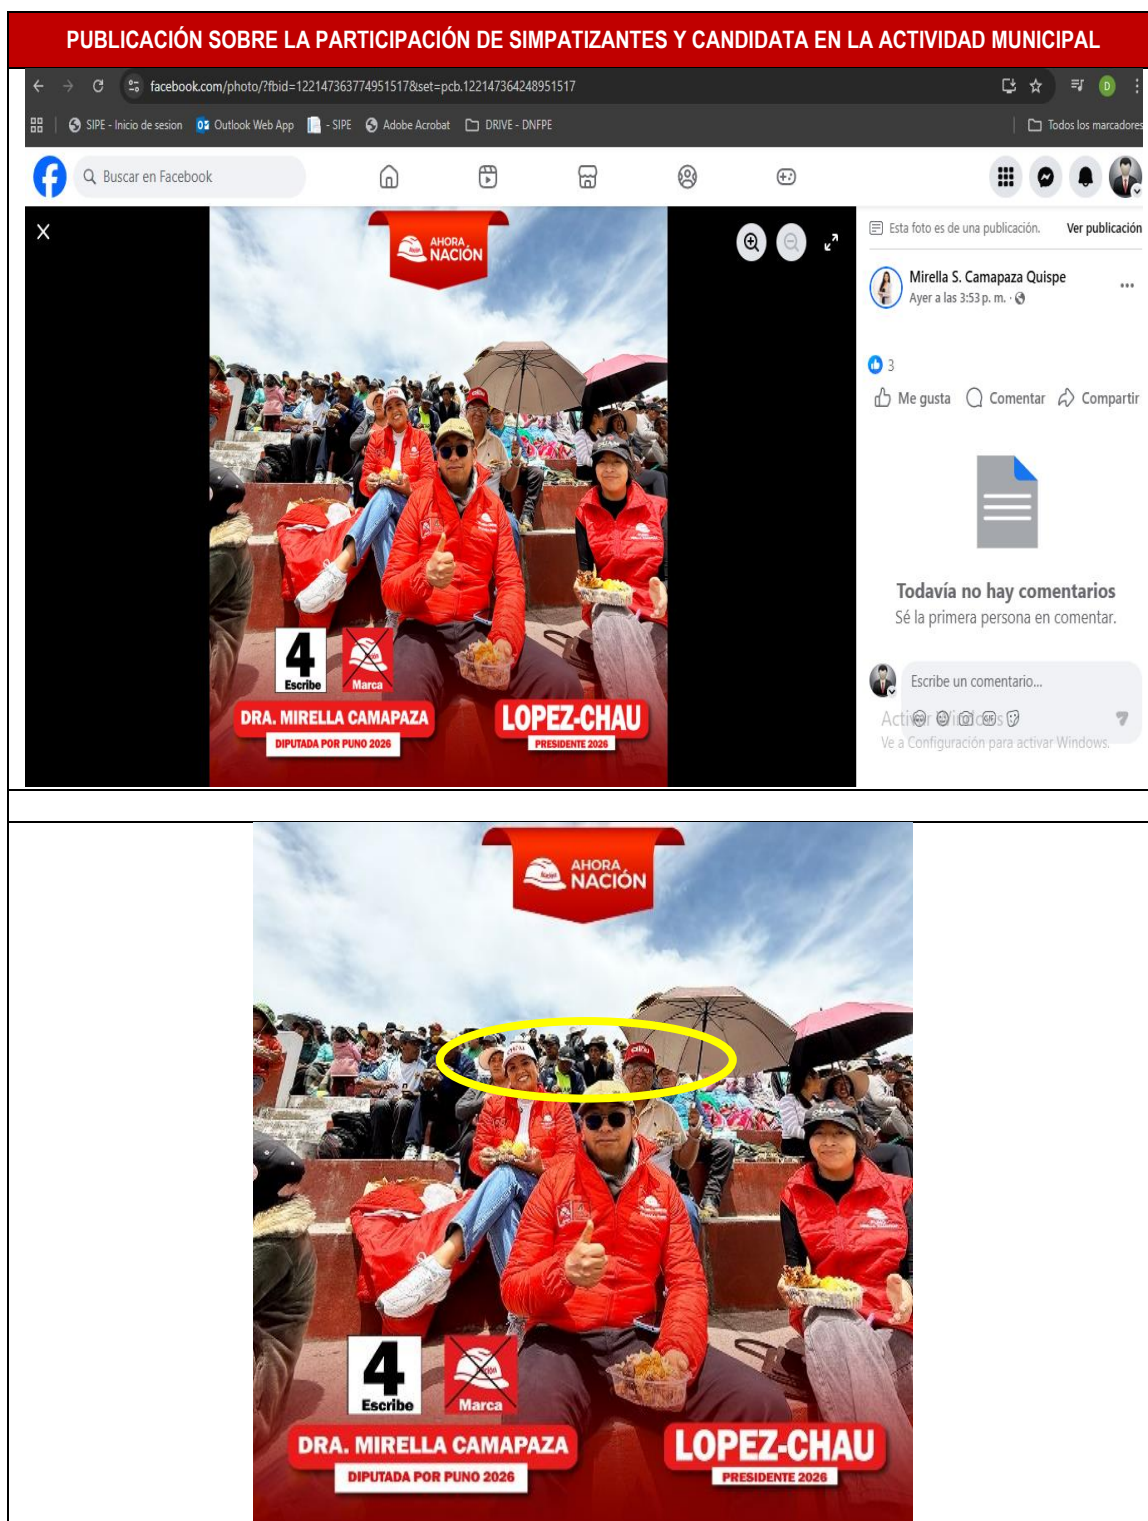 PUBLICACIÓN SOBRE LA PARTICIPACIÓN DE SIMPATIZANTES Y CANDIDATA EN LA ACTIVIDAD MUNICIPAL
facebook.com/photo/?fbid=122147363774951517&set=pcb.122147364248951517
D
SIPE - Inicio de sesion
Outlook Web App
- SIPE
Adobe Acrobat
DRIVE - DNFPE
Todos los marcadores
Buscar en Facebook
Esta foto es de una publicación.
Ver publicación
Mirella S. Camapaza Quispe
Ayer a las 3:53 p. m. ·
3
Me gusta
Comentar
Compartir
Todavía no hay comentarios
Sé la primera persona en comentar.
Escribe un comentario...
Activar Windows
Ve a Configuración para activar Windows.
AHORA
NACIÓN
4
Escribe
Marca
DRA. MIRELLA CAMAPAZA
DIPUTADA POR PUNO 2026
LOPEZ-CHAU
PRESIDENTE 2026
AHORA
NACIÓN
4
Escribe
Marca
DRA. MIRELLA CAMAPAZA
DIPUTADA POR PUNO 2026
LOPEZ-CHAU
PRESIDENTE 2026